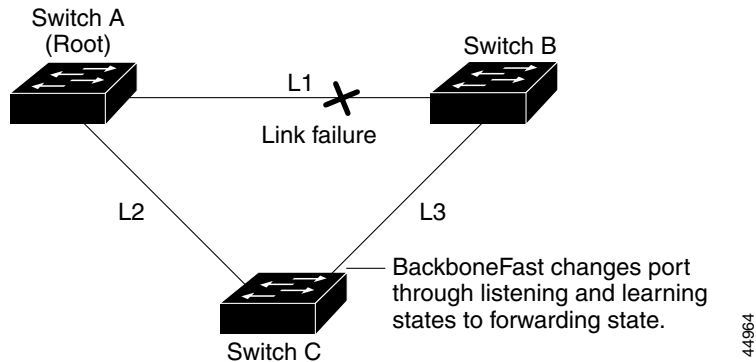 Switch A
(Root)
Switch B
L1
Link failure
L2
L3
BackboneFast changes port
through listening and learning
states to forwarding state.
Switch C
44964